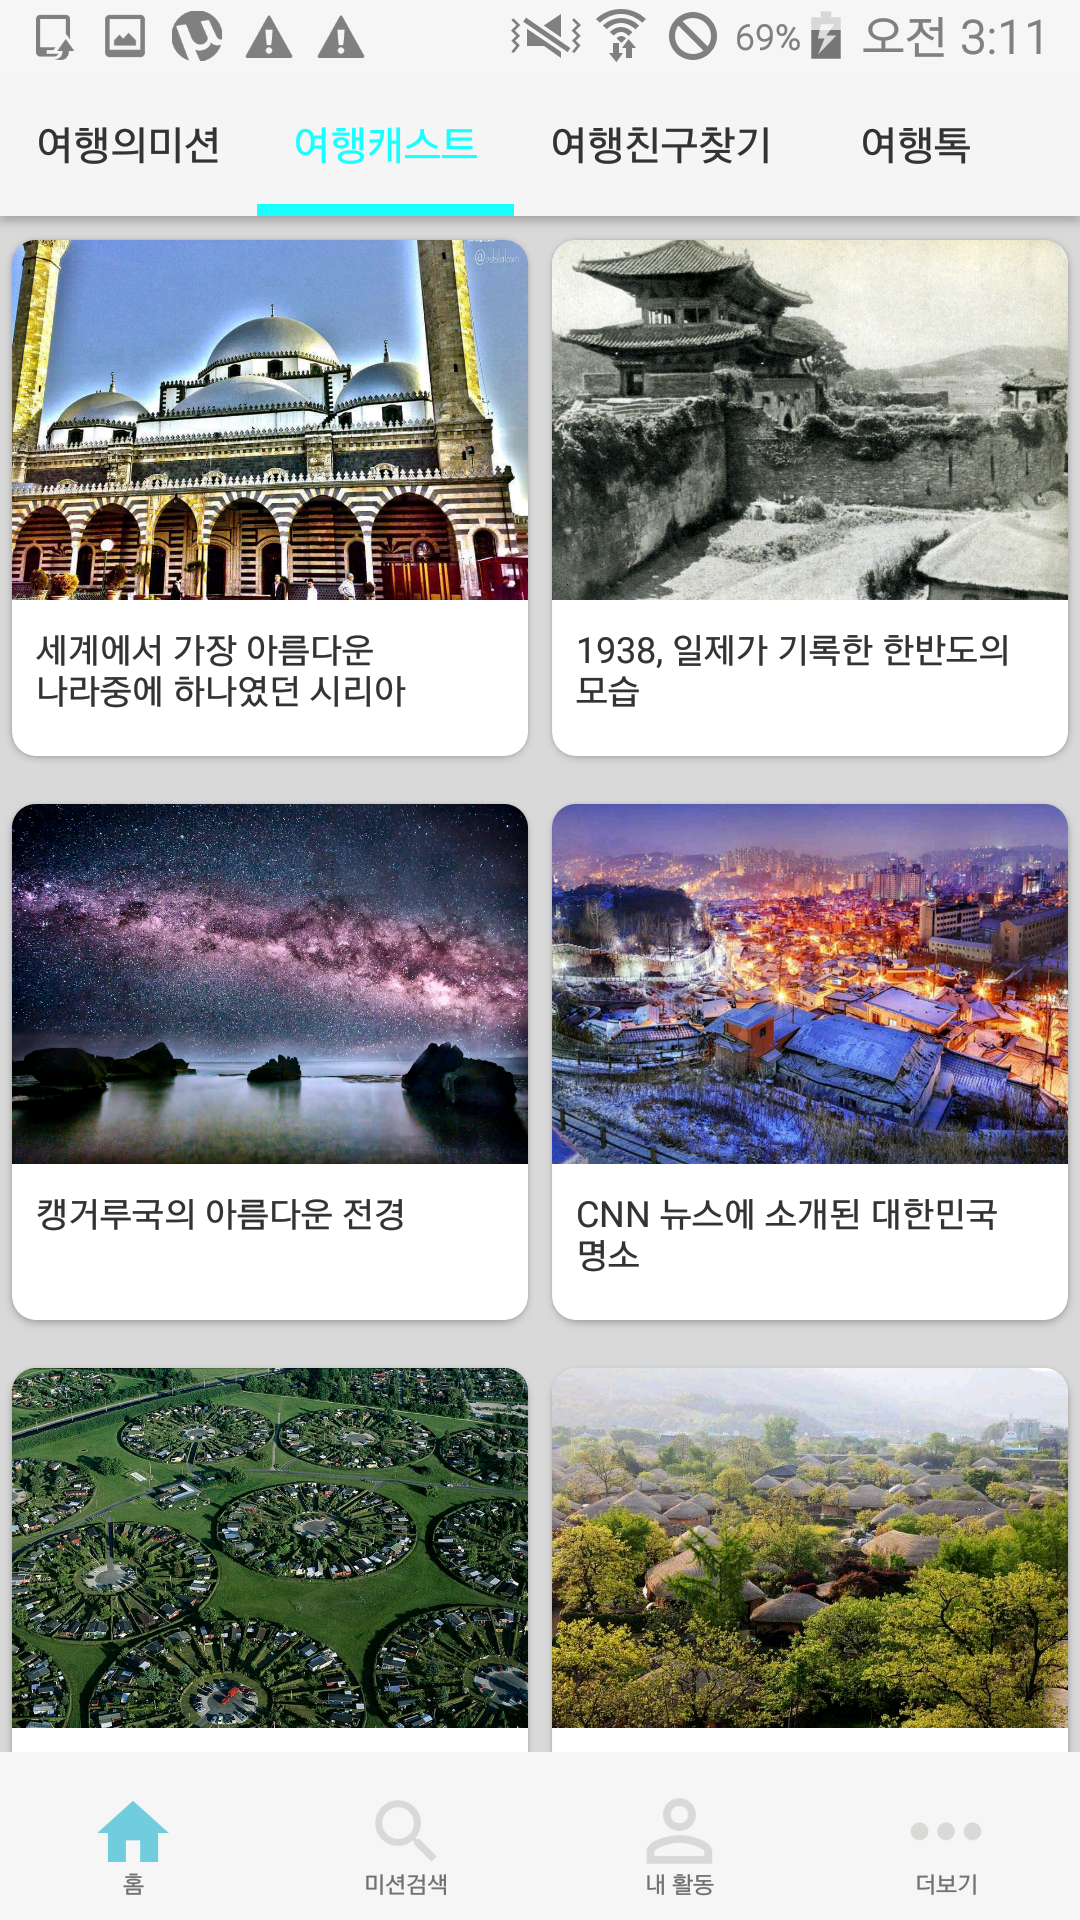 69% 오전 3:11
여행의미션 여행캐스트 여행친구찾기 여행톡
세계에서 가장 아름다운
나라중에 하나였던 시리아
1938, 일제가 기록한 한반도의
모습
캥거루국의 아름다운 전경
CNN 뉴스에 소개된 대한민국
명소
홈 미션검색 내 활동 더보기